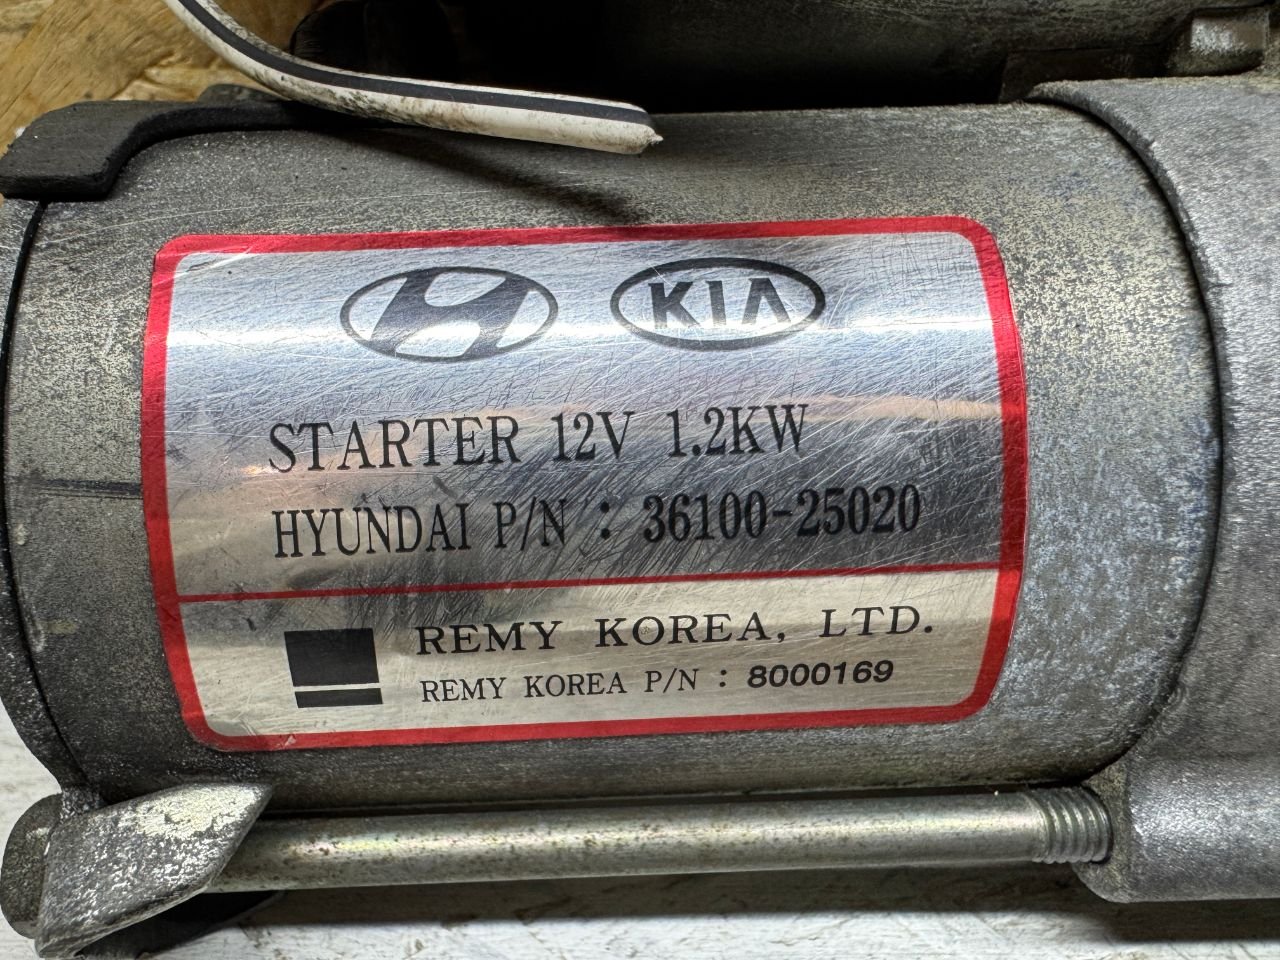 KIA
STARTER 12V 1.2KW
HYUNDAI P/N : 36100-25020
REMY KOREA, LTD.
REMY KOREA P/N : 8000169